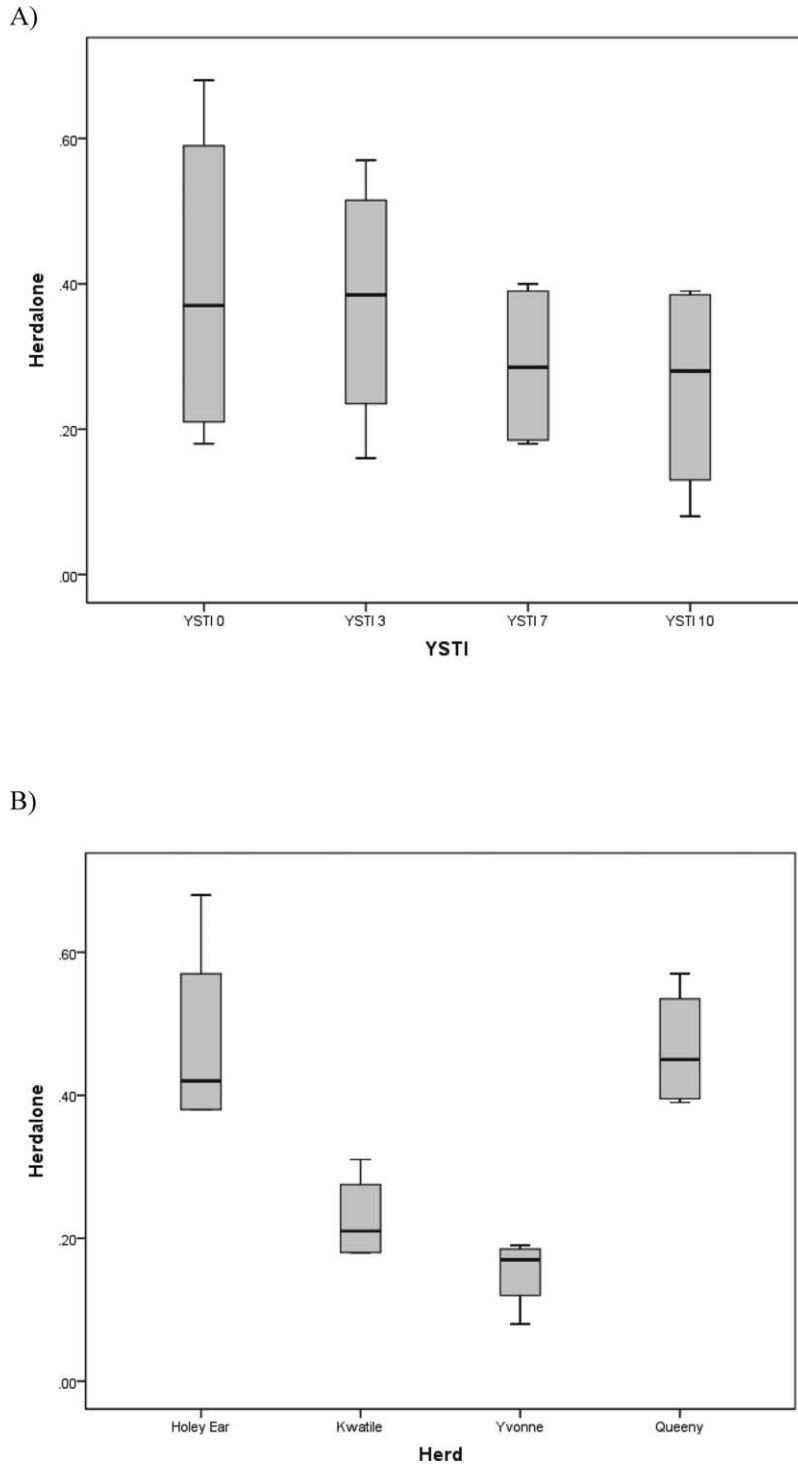 A)
Herdalone
.60
.40
.20
.00
YSTI 0 YSTI 3 YSTI 7 YSTI 10
YSTI
B)
Herdalone
.60
.40
.20
.00
Holey Ear Kwatile Yvonne Queeny
Herd